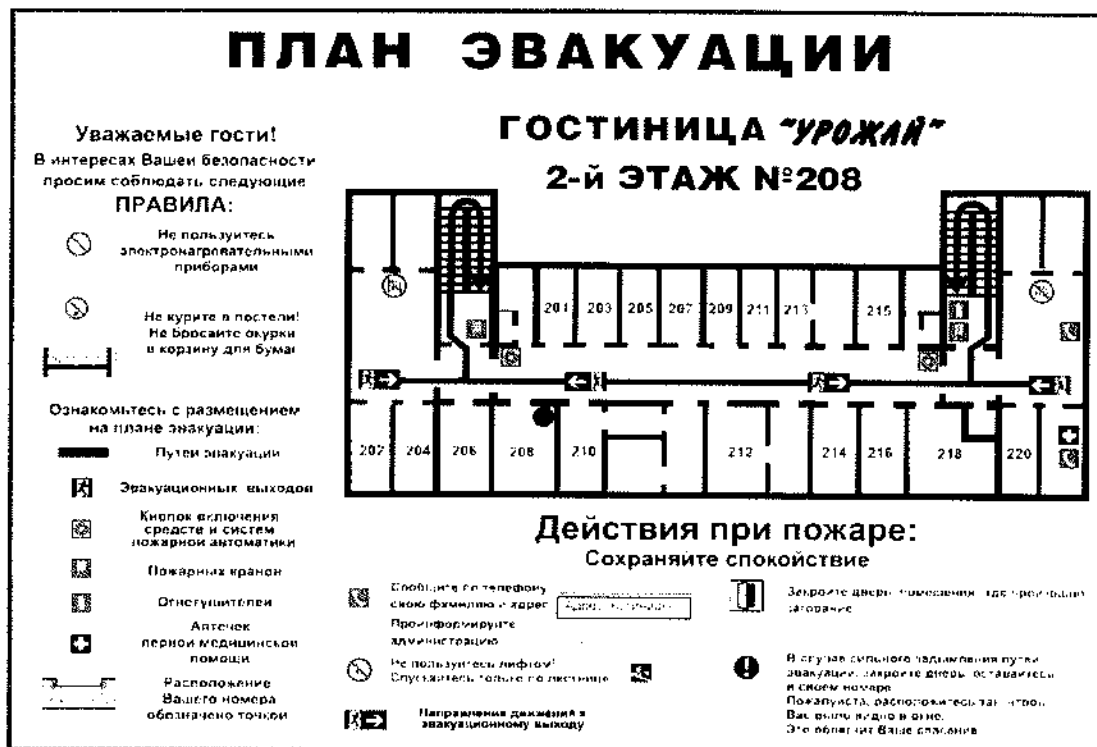 ПЛАН ЭВАКУАЦИИ
ГОСТИНИЦА "УРОЖАЙ"
2-й ЭТАЖ №208
Уважаемые гости!
В интересах Вашей безопасности
просим соблюдать следующие
ПРАВИЛА:
Не пользуйтесь
электронагревательными
приборами
Не курите в постели!
Не бросайте окурки
в корзину для бумаг
Ознакомьтесь с размещением
на плане эвакуации:
Путей эвакуации
Эвакуационных выходов
Кнопок включения
средств и систем
пожарной автоматики
Пожарных кранов
Огнетушителей
Аптечек
первой медицинской
помощи
Расположение
Вашего номера
обозначено точкой
201 203 205 207 209 211 213 215
202 204 206 208 210 212 214 216 218 220
Действия при пожаре:
Сохраняйте спокойствие
Сообщите по телефону
свою фамилию и адрес
Проинформируйте
администрацию
Не пользуйтесь лифтом!
Спускайтесь только по лестнице
Направления движения к
эвакуационному выходу
Закройте дверь помещения, где произошло
загорание
В случае сильного задымления путей
эвакуации, закройте дверь, оставайтесь
в своем номере
Пожалуйста, расположитесь так, чтобы
Вас было видно в окне.
Это облегчит Ваше спасение